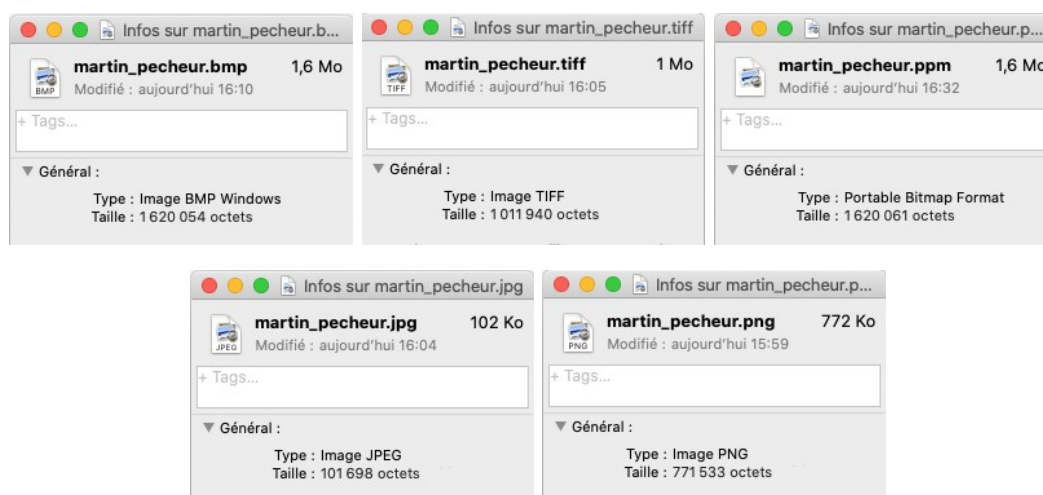 Infos sur martin_pecheur.b...
martin_pecheur.bmp 1,6 Mo
Modifié : aujourd'hui 16:10
BMP
+ Tags...
▼ Général :
Type : Image BMP Windows
Taille : 1 620 054 octets
Infos sur martin_pecheur.tiff
martin_pecheur.tiff 1 Mo
Modifié : aujourd'hui 16:05
TIFF
+ Tags...
▼ Général :
Type : Image TIFF
Taille : 1 011 940 octets
Infos sur martin_pecheur.p...
martin_pecheur.ppm 1,6 Mo
Modifié : aujourd'hui 16:32
+ Tags...
▼ Général :
Type : Portable Bitmap Format
Taille : 1 620 061 octets
Infos sur martin_pecheur.jpg
martin_pecheur.jpg 102 Ko
Modifié : aujourd'hui 16:04
JPEG
+ Tags...
▼ Général :
Type : Image JPEG
Taille : 101 698 octets
Infos sur martin_pecheur.p...
martin_pecheur.png 772 Ko
Modifié : aujourd'hui 15:59
PNG
+ Tags...
▼ Général :
Type : Image PNG
Taille : 771 533 octets